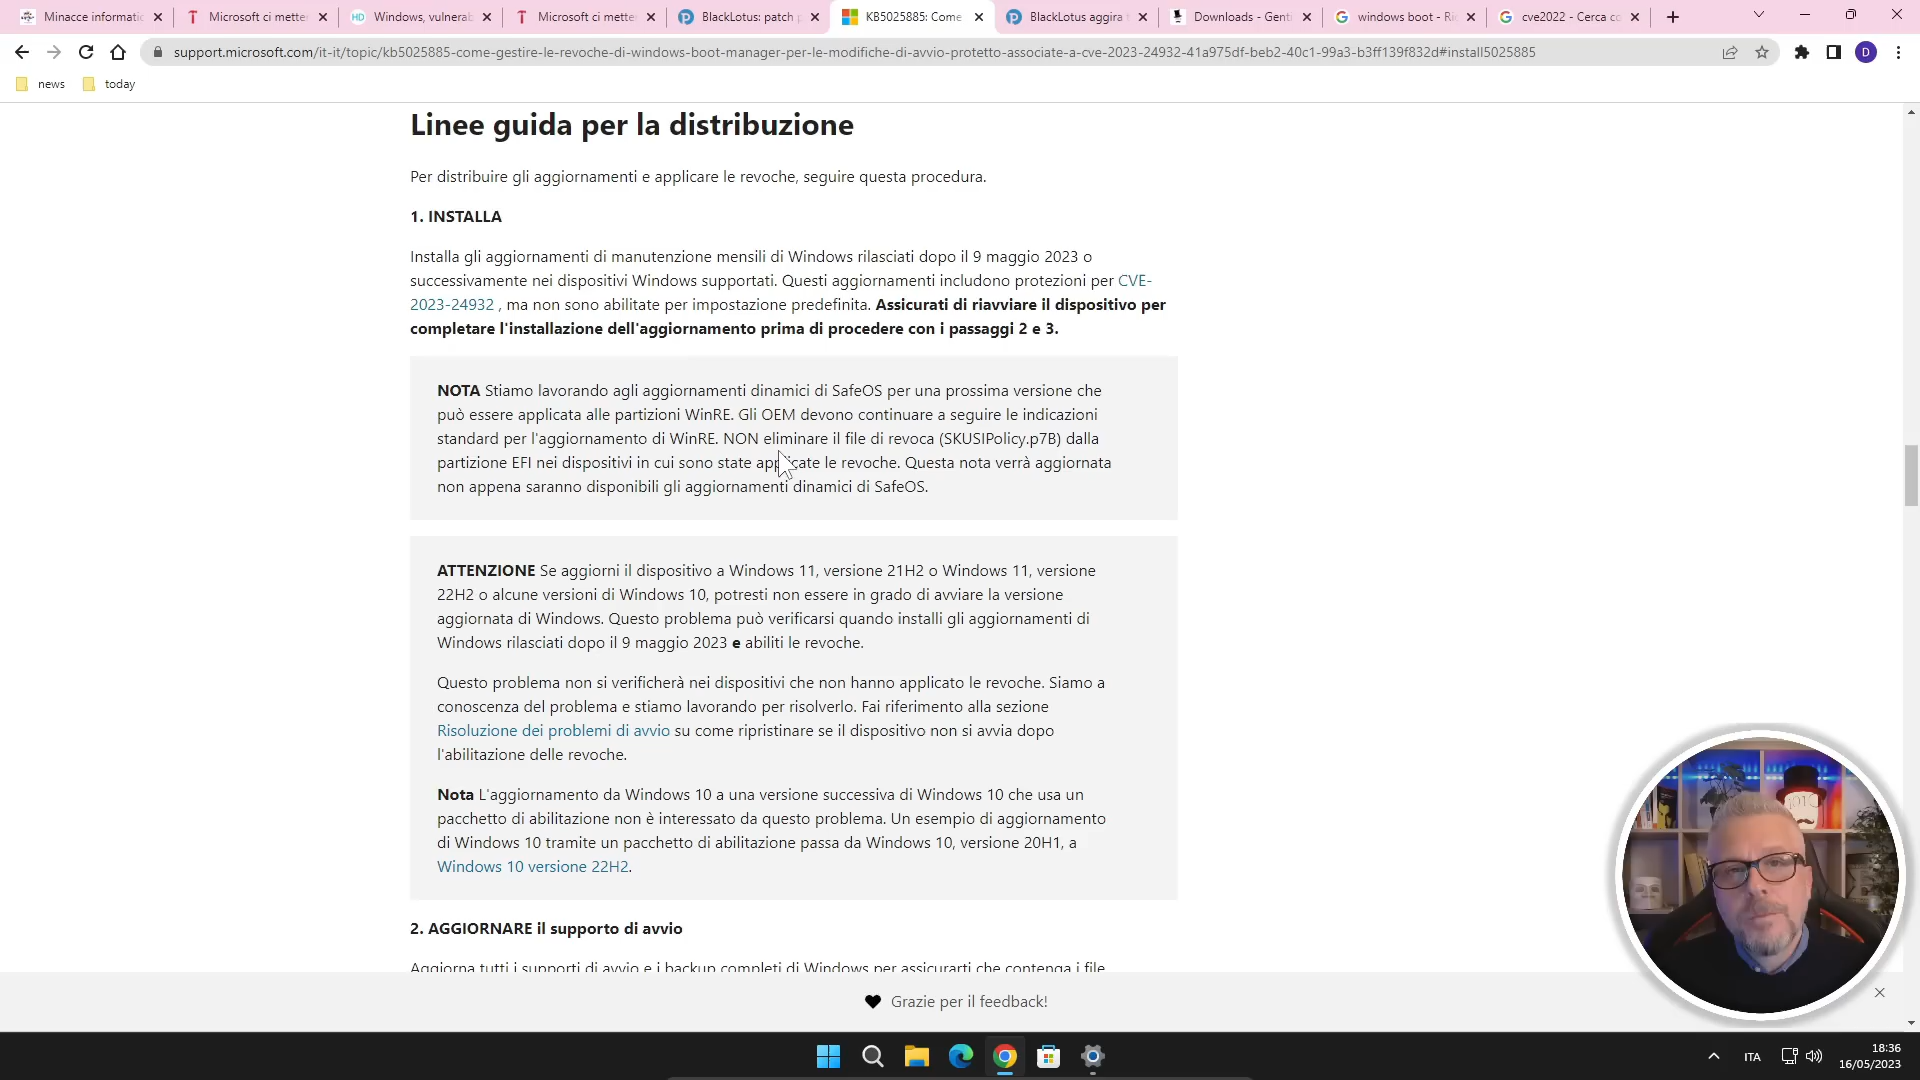 Minace informatic
Microsoft ci mette
Windows, vulnerab
Microsoft ci mette
BlackLotus: patch p
KB5025885: Come
BlackLotus aggira
Downloads - Genti
windows boot - Ric
cve2022 - Cerca co
support.microsoft.com/it-it/topic/kb5025885-come-gestire-le-revoche-di-windows-boot-manager-per-le-modifiche-di-avvio-protetto-associate-a-cve-2023-24932-41a975df-beb2-40c1-99a3-b3ff139f832d#install5025885
D
news
today
Linee guida per la distribuzione
Per distribuire gli aggiornamenti e applicare le revoche, seguire questa procedura.
1. INSTALLA
Installa gli aggiornamenti di manutenzione mensili di Windows rilasciati dopo il 9 maggio 2023 o
successivamente nei dispositivi Windows supportati. Questi aggiornamenti includono protezioni per CVE-
2023-24932 , ma non sono abilitate per impostazione predefinita. Assicurati di riavviare il dispositivo per
completare l'installazione dell'aggiornamento prima di procedere con i passaggi 2 e 3.
NOTA Stiamo lavorando agli aggiornamenti dinamici di SafeOS per una prossima versione che
può essere applicata alle partizioni WinRE. Gli OEM devono continuare a seguire le indicazioni
standard per l'aggiornamento di WinRE. NON eliminare il file di revoca (SKUSIPolicy.p7B) dalla
partizione EFI nei dispositivi in cui sono state applicate le revoche. Questa nota verrà aggiornata
non appena saranno disponibili gli aggiornamenti dinamici di SafeOS.
ATTENZIONE Se aggiorni il dispositivo a Windows 11, versione 21H2 o Windows 11, versione
22H2 o alcune versioni di Windows 10, potresti non essere in grado di avviare la versione
aggiornata di Windows. Questo problema può verificarsi quando installi gli aggiornamenti di
Windows rilasciati dopo il 9 maggio 2023 e abiliti le revoche.
Questo problema non si verificherà nei dispositivi che non hanno applicato le revoche. Siamo a
conoscenza del problema e stiamo lavorando per risolverlo. Fai riferimento alla sezione
Risoluzione dei problemi di avvio su come ripristinare se il dispositivo non si avvia dopo
l'abilitazione delle revoche.
Nota L'aggiornamento da Windows 10 a una versione successiva di Windows 10 che usa un
pacchetto di abilitazione non è interessato da questo problema. Un esempio di aggiornamento
di Windows 10 tramite un pacchetto di abilitazione passa da Windows 10, versione 20H1, a
Windows 10 versione 22H2.
2. AGGIORNARE il supporto di avvio
Aggiorna tutti i supporti di avvio e i backup completi di Windows per assicurarti che contenga i file
Grazie per il feedback!
ITA
18:36
16/05/2023